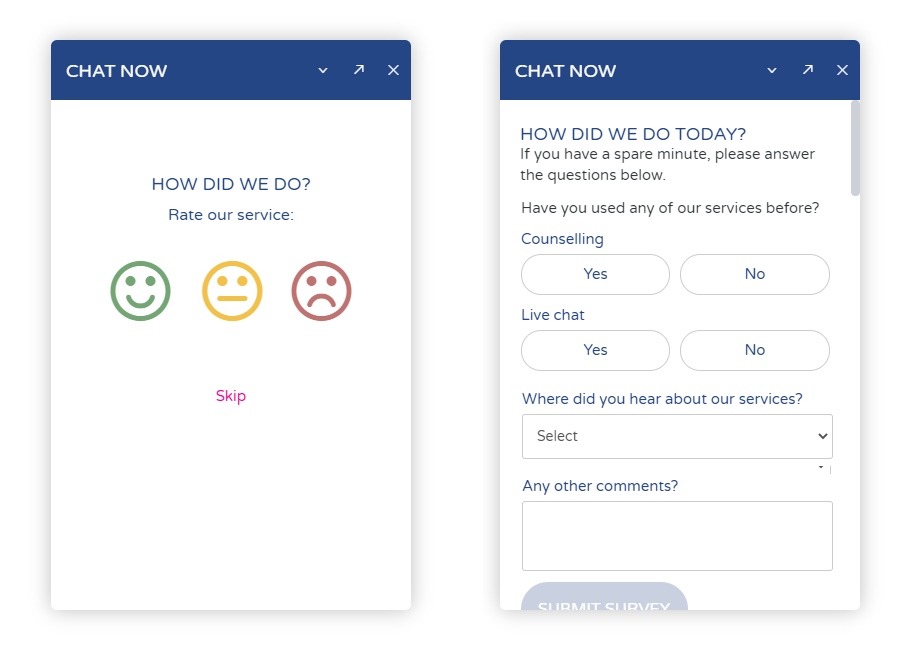 CHAT NOW
HOW DID WE DO?
Rate our service:
Skip
CHAT NOW
HOW DID WE DO TODAY?
If you have a spare minute, please answer
the questions below.
Have you used any of our services before?
Counselling
Yes No
Live chat
Yes No
Where did you hear about our services?
Select
Any other comments?
SUBMIT SURVEY